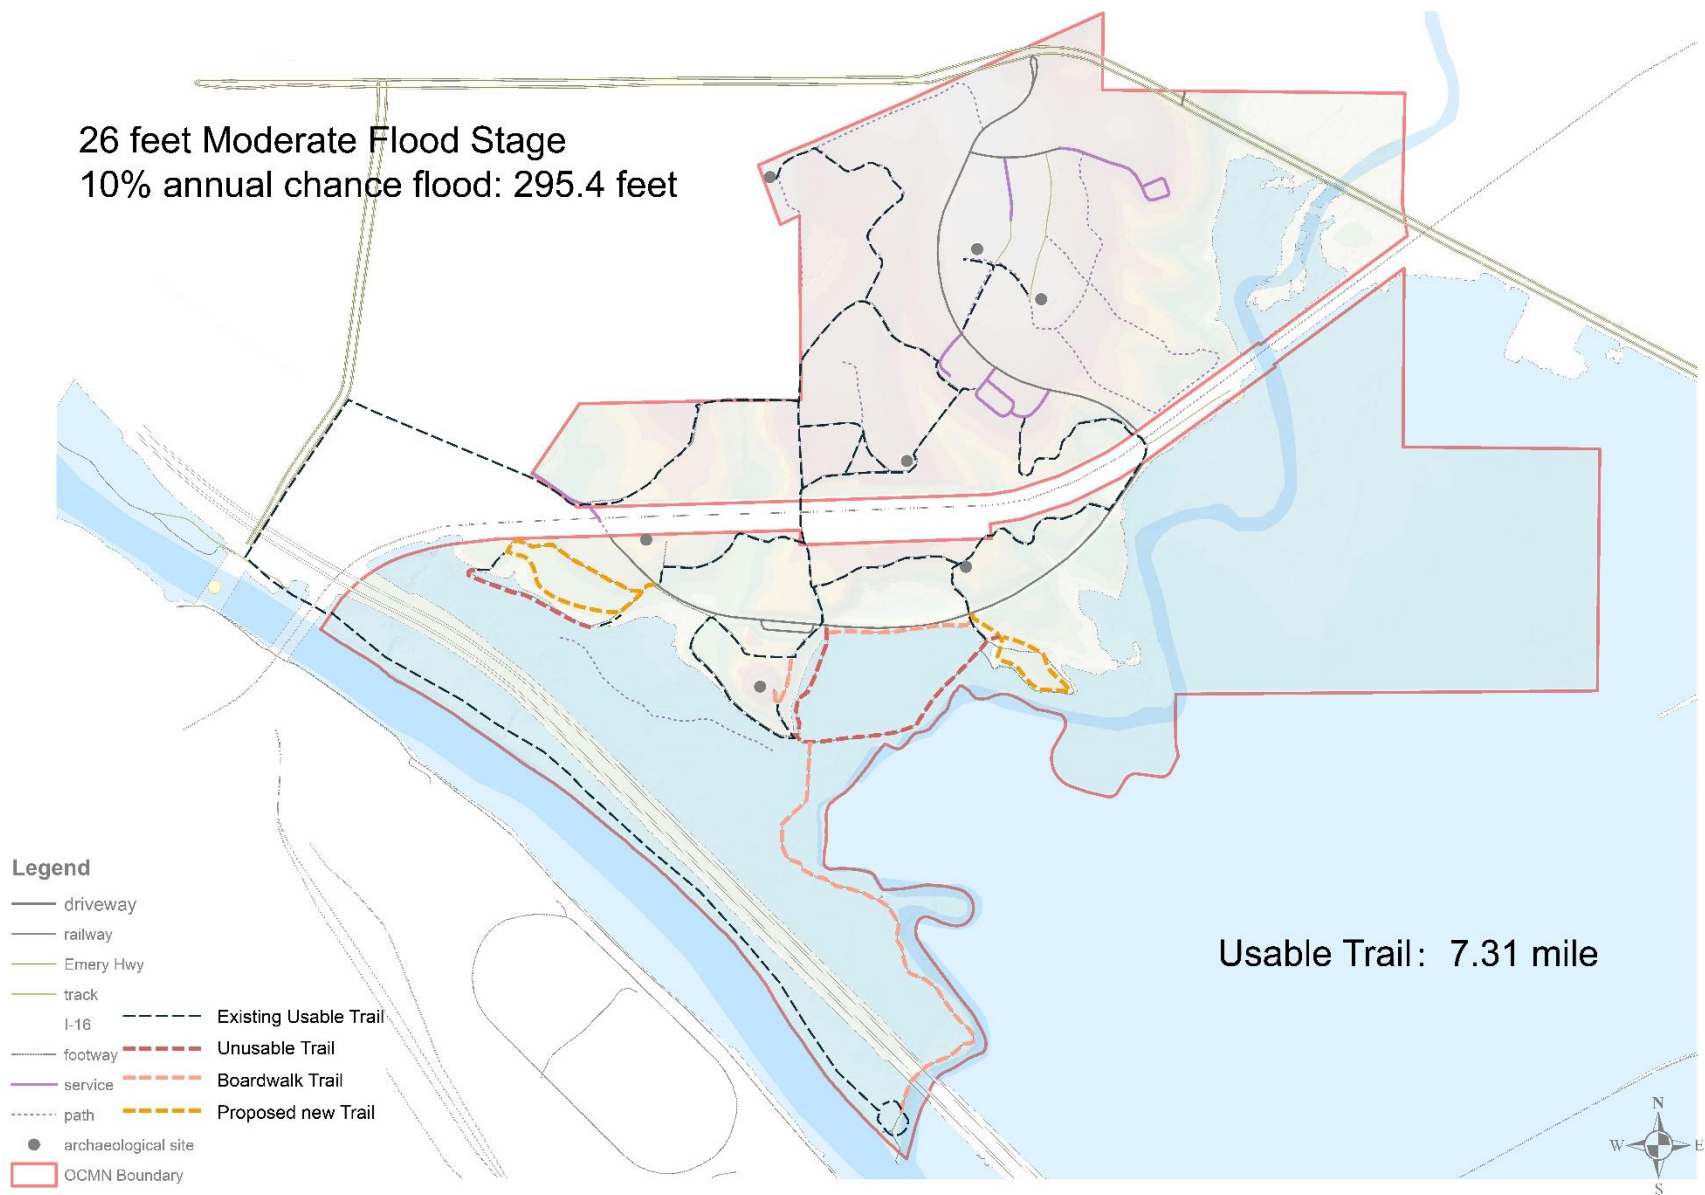 26 feet Moderate Flood Stage
10% annual chance flood: 295.4 feet
Usable Trail: 7.31 mile
Legend
driveway
railway
Emery Hwy
track
I-16
footway
service
path
archaeological site
OCMN Boundary
Existing Usable Trail
Unusable Trail
Boardwalk Trail
Proposed new Trail
N
W E
S